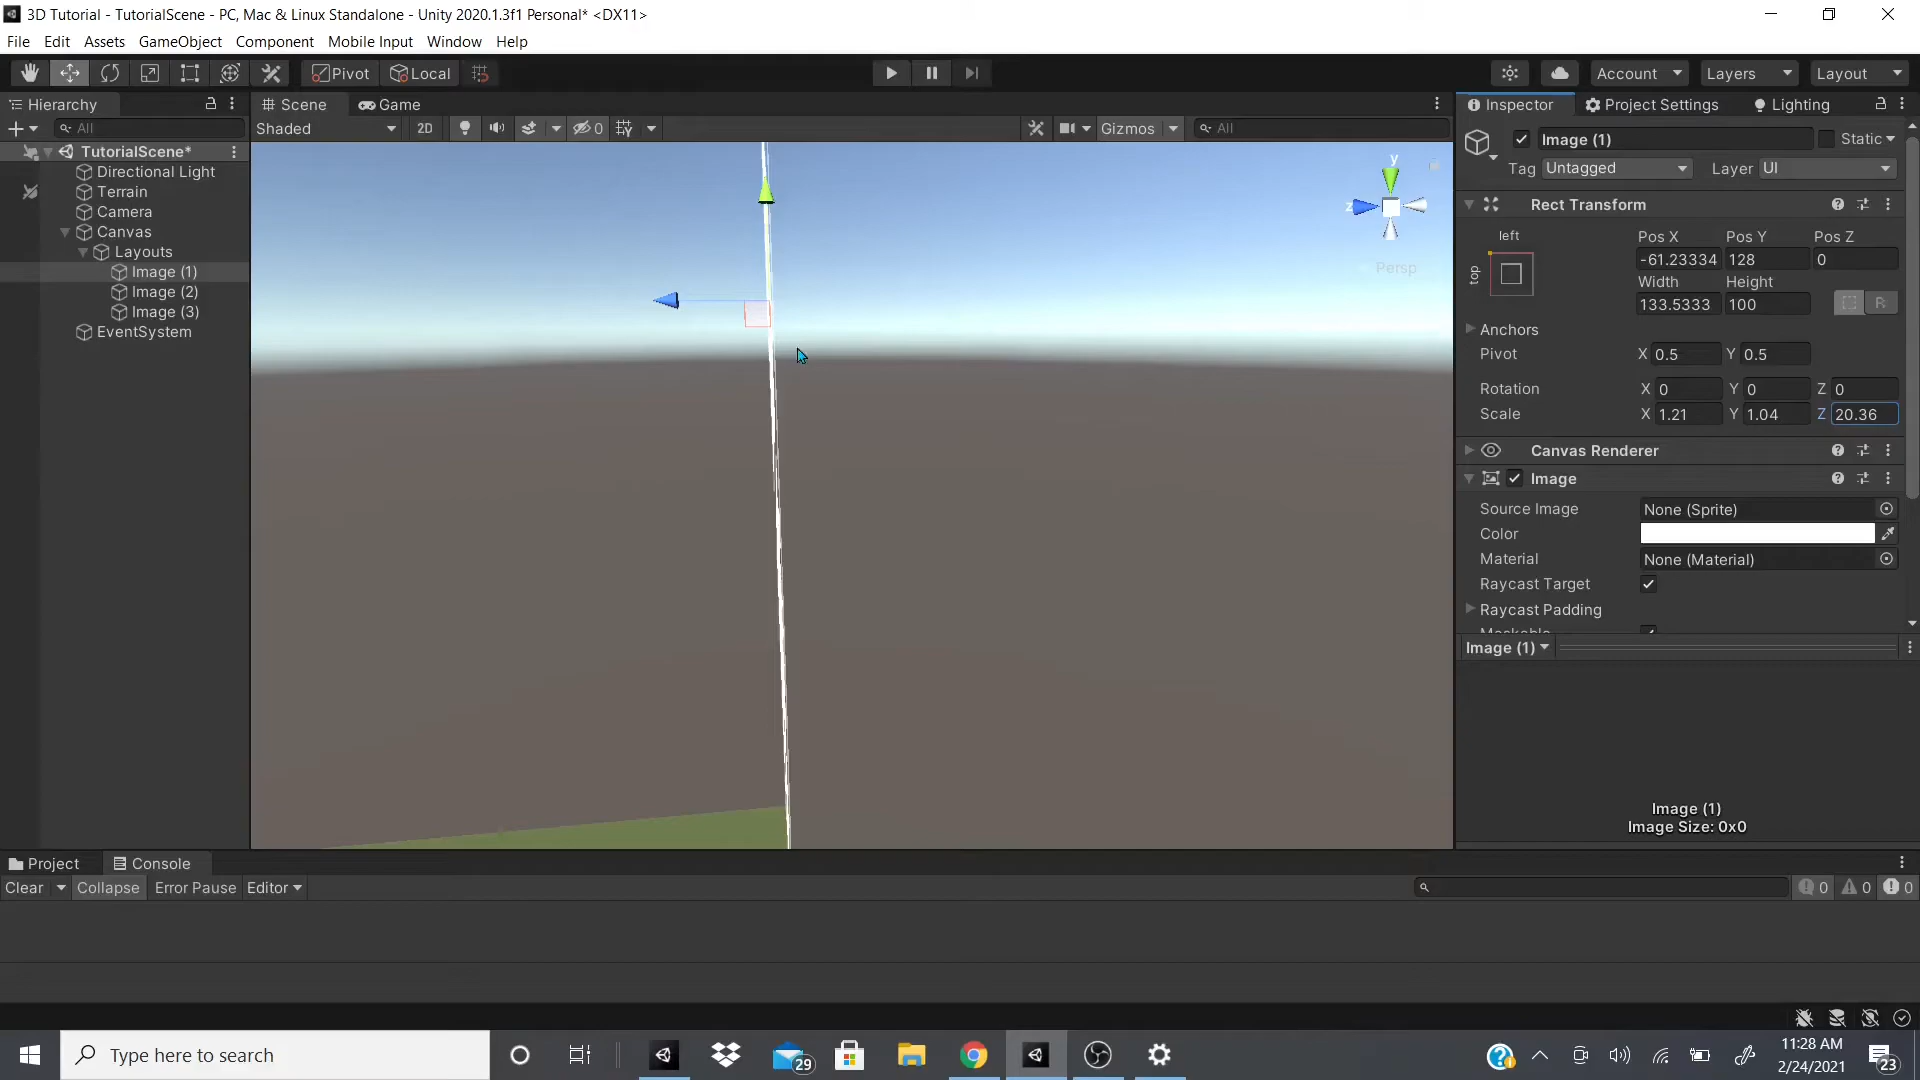 3D Tutorial - TutorialScene - PC, Mac & Linux Standalone - Unity 2020.1.3f1 Personal* <DX11>
File Edit Assets GameObject Component Mobile Input Window Help
Pivot Local Account Layers Layout
Hierarchy Scene Game Inspector Project Settings Lighting
All Shaded 2D 0 Gizmos All
TutorialScene*
Directional Light
Terrain
Camera
Canvas
Layouts
Image (1)
Image (2)
Image (3)
EventSystem
y
z
Persp
Image (1) Static
Tag Untagged Layer UI
Rect Transform
left
top
Pos X Pos Y Pos Z
-61.23334 128 0
Width Height
133.5333 100 R
Anchors
Pivot X 0.5 Y 0.5
Rotation X 0 Y 0 Z 0
Scale X 1.21 Y 1.04 Z 20.36
Canvas Renderer
Image
Source Image None (Sprite)
Color
Material None (Material)
Raycast Target
Raycast Padding
Maskable
Image (1)
Image (1)
Image Size: 0x0
Project Console
Clear Collapse Error Pause Editor 0 0 0
Type here to search
29
11:28 AM
2/24/2021
23